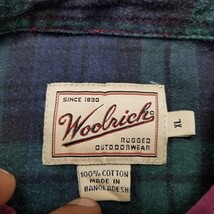 SINCE 1830
Woolrich
RUGGED
OUTDOORWEAR
XL
100% COTTON
MADE IN
BANGLADESH